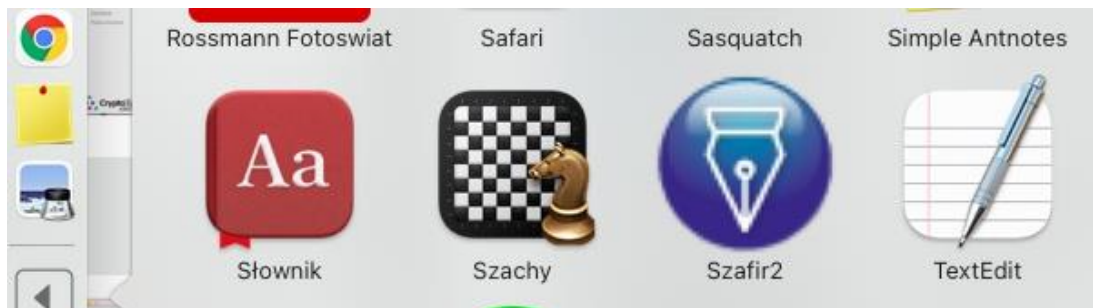 Rossmann Fotoswiat Safari Sasquatch Simple Antnotes
Aa
Słownik Szachy Szafir2 TextEdit